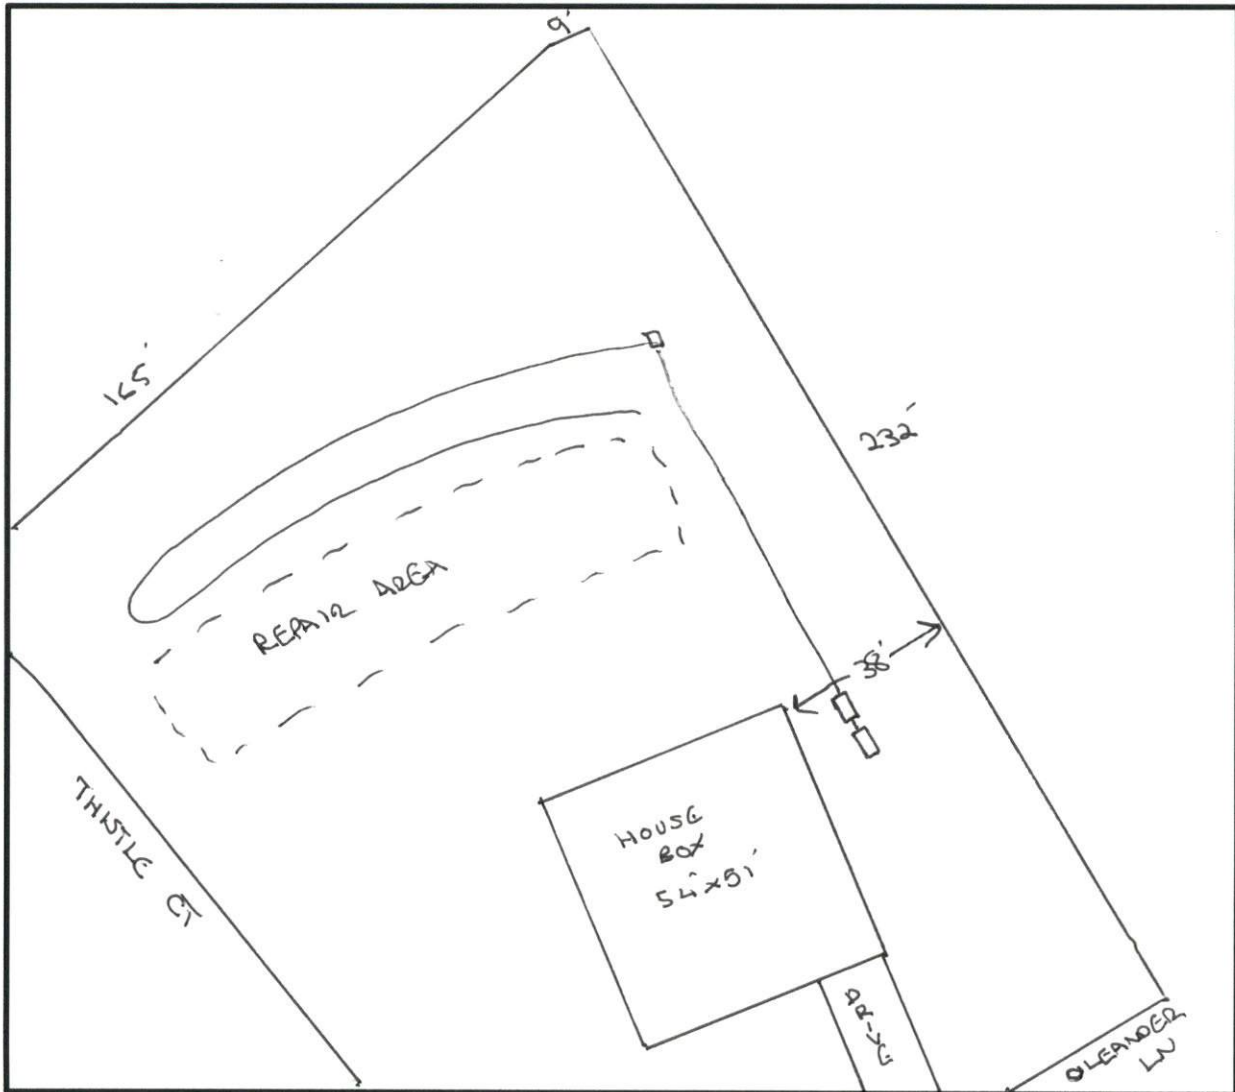 9'
165'
232'
REPAIR AREA
38'
THISTLE CT
HOUSE
BOX
54'x51'
DRIVE
OLEANDER
LN